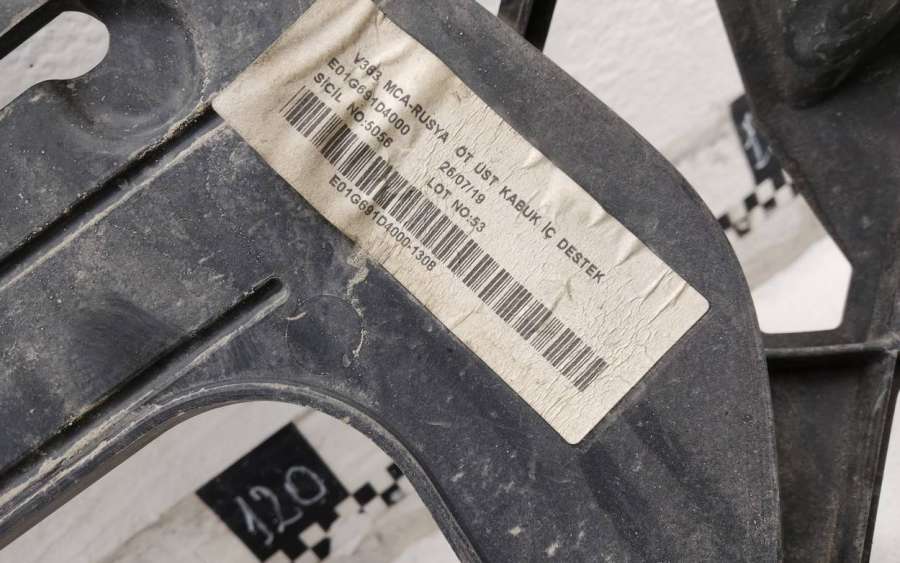 V363 MCA-RUSYA ÖT ÜST KABUK İÇ DESTEK
E01G691D4000 26/07/19
SİCİL NO:5056 LOT NO:53
E01G691D4000-1308
120